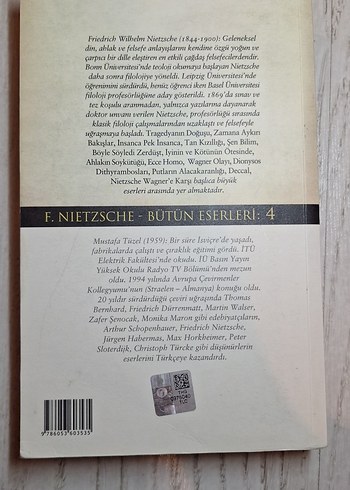 Friedrich Wilhelm Nietzsche (1844-1900): Geleneksel
din, ahlak ve felsefe anlayışlarını kendine özgü yoğun ve
çarpıcı bir dille eleştiren en etkili çağdaş felsefecilerdendir.
Bonn Üniversitesi'nde teoloji okumaya başlayan Nietzsche
daha sonra filolojiye yöneldi. Leipzig Üniversitesi'nde
öğrenimini sürdürdü, henüz öğrenci iken Basel Üniversitesi
filoloji profesörlüğüne aday gösterildi. 1869'da sınav ve
tez koşulu aranmadan, yalnızca yazılarına dayanarak
doktor unvanı verilen Nietzsche, profesörlüğü sırasında
klasik filoloji çalışmalarından uzaklaştı ve felsefeyle
uğraşmaya başladı. Tragedyanın Doğuşu, Zamana Aykırı
Bakışlar, İnsanca Pek İnsanca, Tan Kızıllığı, Şen Bilim,
Böyle Söyledi Zerdüşt, İyinin ve Kötünün Ötesinde,
Ahlakın Soykütüğü, Ecce Homo, Wagner Olayı, Dionysos
Dithyrambosları, Putların Alacakaranlığı, Deccal,
Nietzsche Wagner'e Karşı başlıca büyük
eserleri arasında yer almaktadır.
F. NIETZSCHE - BÜTÜN ESERLERİ: 4
Mustafa Tüzel (1959): Bir süre İsviçre'de yaşadı,
fabrikalarda çalıştı ve çıraklık eğitimi gördü. İTÜ
Elektrik Fakültesi'nde okudu. İÜ Basın Yayın
Yüksek Okulu Radyo TV Bölümü'nden mezun
oldu. 1994 yılında Avrupa Çevirmenler
Kollegyumu'nun (Straelen – Almanya) konuğu oldu.
20 yıldır sürdürdüğü çeviri uğraşında Thomas
Bernhard, Friedrich Dürrenmatt, Martin Walser,
Zafer Şenocak, Monika Maron gibi edebiyatçıların,
Arthur Schopenhauer, Friedrich Nietzsche,
Jürgen Habermas, Max Horkheimer, Peter
Sloterdijk, Christoph Türcke gibi düşünürlerin
eserlerini Türkçeye kazandırdı.
9786053603535